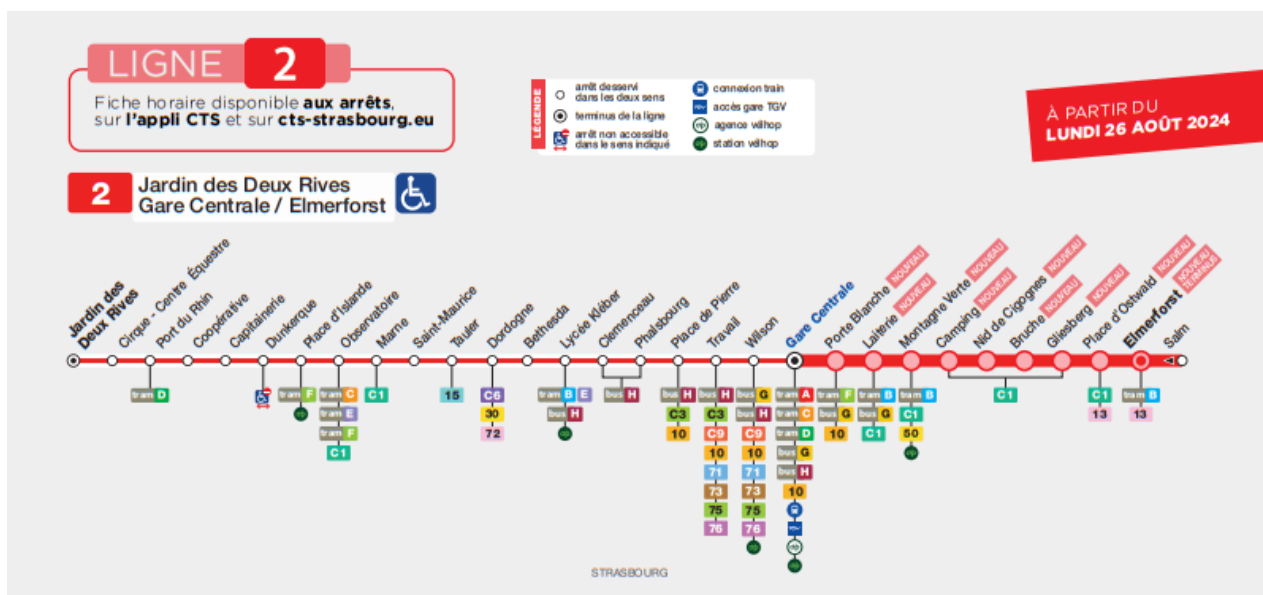 LIGNE 2
Fiche horaire disponible aux arrêts,
sur l'appli CTS et sur cts-strasbourg.eu
LÉGENDE
arrêt desservi
dans les deux sens
terminus de la ligne
arrêt non accessible
dans le sens indiqué
connexion train
accès gare TGV
agence vélhop
station vélhop
À PARTIR DU
LUNDI 26 AOÛT 2024
2
Jardin des Deux Rives
Gare Centrale / Elmerforst
Jardin des
Deux Rives
Cirque - Centre Équestre
Port du Rhin
Coopérative
Capitainerie
Dunkerque
Place d'Islande
Observatoire
Marne
Saint-Maurice
Tauler
Dordogne
Bethesda
Lycée Kléber
Clemenceau
Phalsbourg
Place de Pierre
Travail
Wilson
Gare Centrale
Porte Blanche NOUVEAU
Laiterie NOUVEAU
Montagne Verte NOUVEAU
Camping NOUVEAU
Nid de Cigognes NOUVEAU
Bruche NOUVEAU
Gliesberg NOUVEAU
Place d'Ostwald NOUVEAU
Elmerforst NOUVEAU
TERMINUS
Salm
tram D
tram F
tram C
tram E
tram F
C1
C1
15
C6
30
72
tram B E
bus H
bus H
bus H
C3
10
bus H
C3
C9
10
71
73
75
76
bus G
bus H
C9
10
71
73
75
76
tram A
tram C
tram D
bus G
bus H
10
tram F
bus G
10
tram B
bus G
C1
tram B
C1
50
C1
C1
13
tram B
13
STRASBOURG